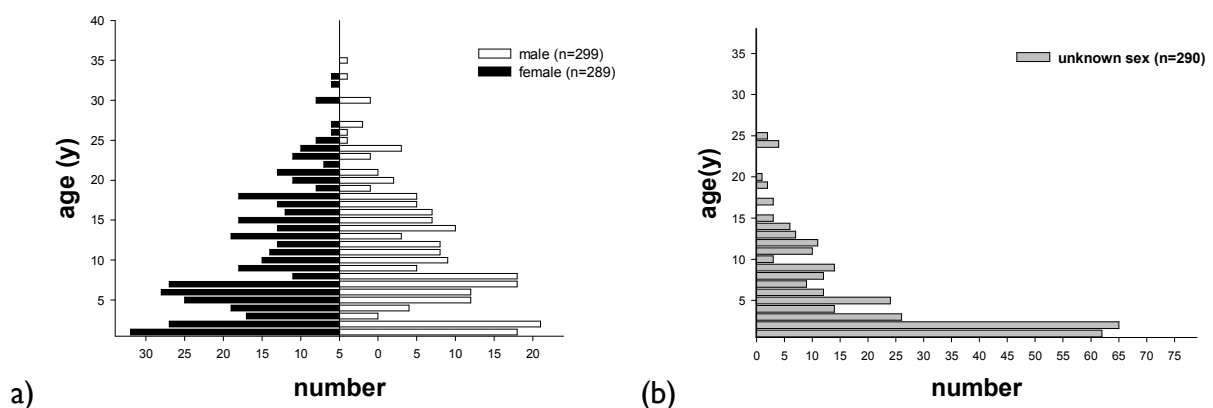 40
35
30
25
20
15
10
5
age (y)
30 25 20 15 10 5 0 5 10 15 20
number
male (n=299)
female (n=289)
a)
35
30
25
20
15
10
5
age(y)
0 5 10 15 20 25 30 35 40 45 50 55 60 65 70 75
number
unknown sex (n=290)
(b)